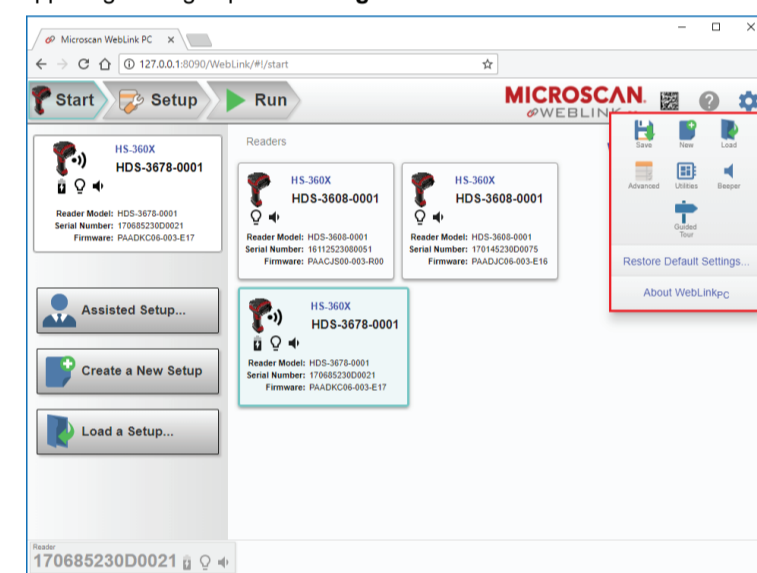 Microscan WebLink PC
127.0.0.1:8090/WebLink/#!/start
Start
Setup
Run
MICROSCAN.
WEBLINK
HS-360X
HDS-3678-0001
Reader Model: HDS-3678-0001
Serial Number: 170685230D0021
Firmware: PAADKC06-003-E17
Assisted Setup...
Create a New Setup
Load a Setup...
Readers
HS-360X
HDS-3608-0001
Reader Model: HDS-3608-0001
Serial Number: 16112523080051
Firmware: PAACJS00-003-R00
HS-360X
HDS-3608-0001
Reader Model: HDS-3608-0001
Serial Number: 170145230D0075
Firmware: PAADJC06-003-E16
HS-360X
HDS-3678-0001
Reader Model: HDS-3678-0001
Serial Number: 170685230D0021
Firmware: PAADKC06-003-E17
Save
New
Load
Advanced
Utilities
Beeper
Guided
Tour
Restore Default Settings...
About WebLinkPC
Reader
170685230D0021